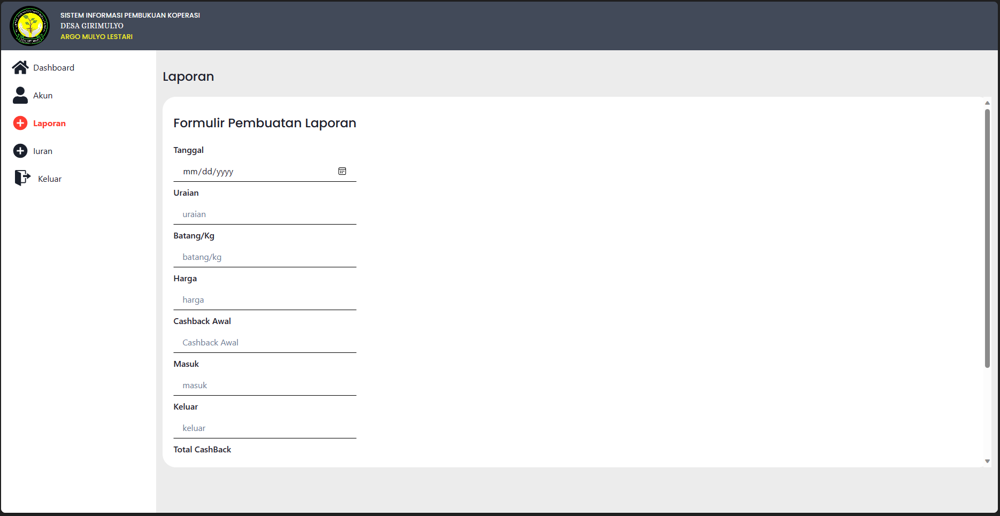 SISTEM INFORMASI PEMBUKUAN KOPERASI
DESA GIRIMULYO
ARGO MULYO LESTARI
Dashboard
Akun
Laporan
Iuran
Keluar
Laporan
Formulir Pembuatan Laporan
Tanggal
mm/dd/yyyy
Uraian
uraian
Batang/Kg
batang/kg
Harga
harga
Cashback Awal
Cashback Awal
Masuk
masuk
Keluar
keluar
Total CashBack